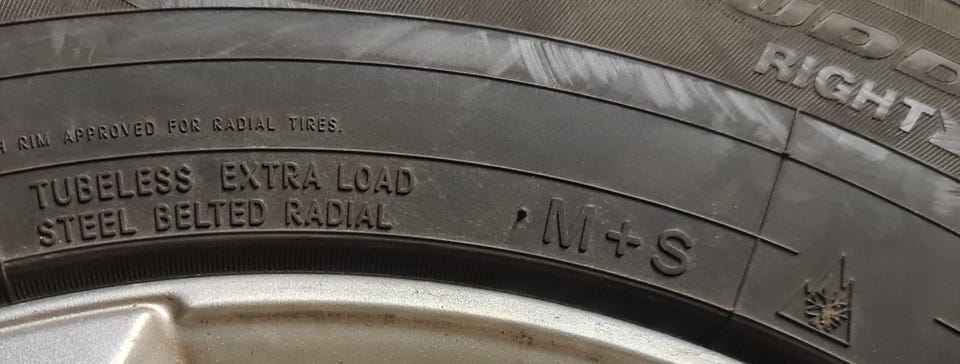 RIGHT
RIM APPROVED FOR RADIAL TIRES.
TUBELESS EXTRA LOAD
STEEL BELTED RADIAL
M+S